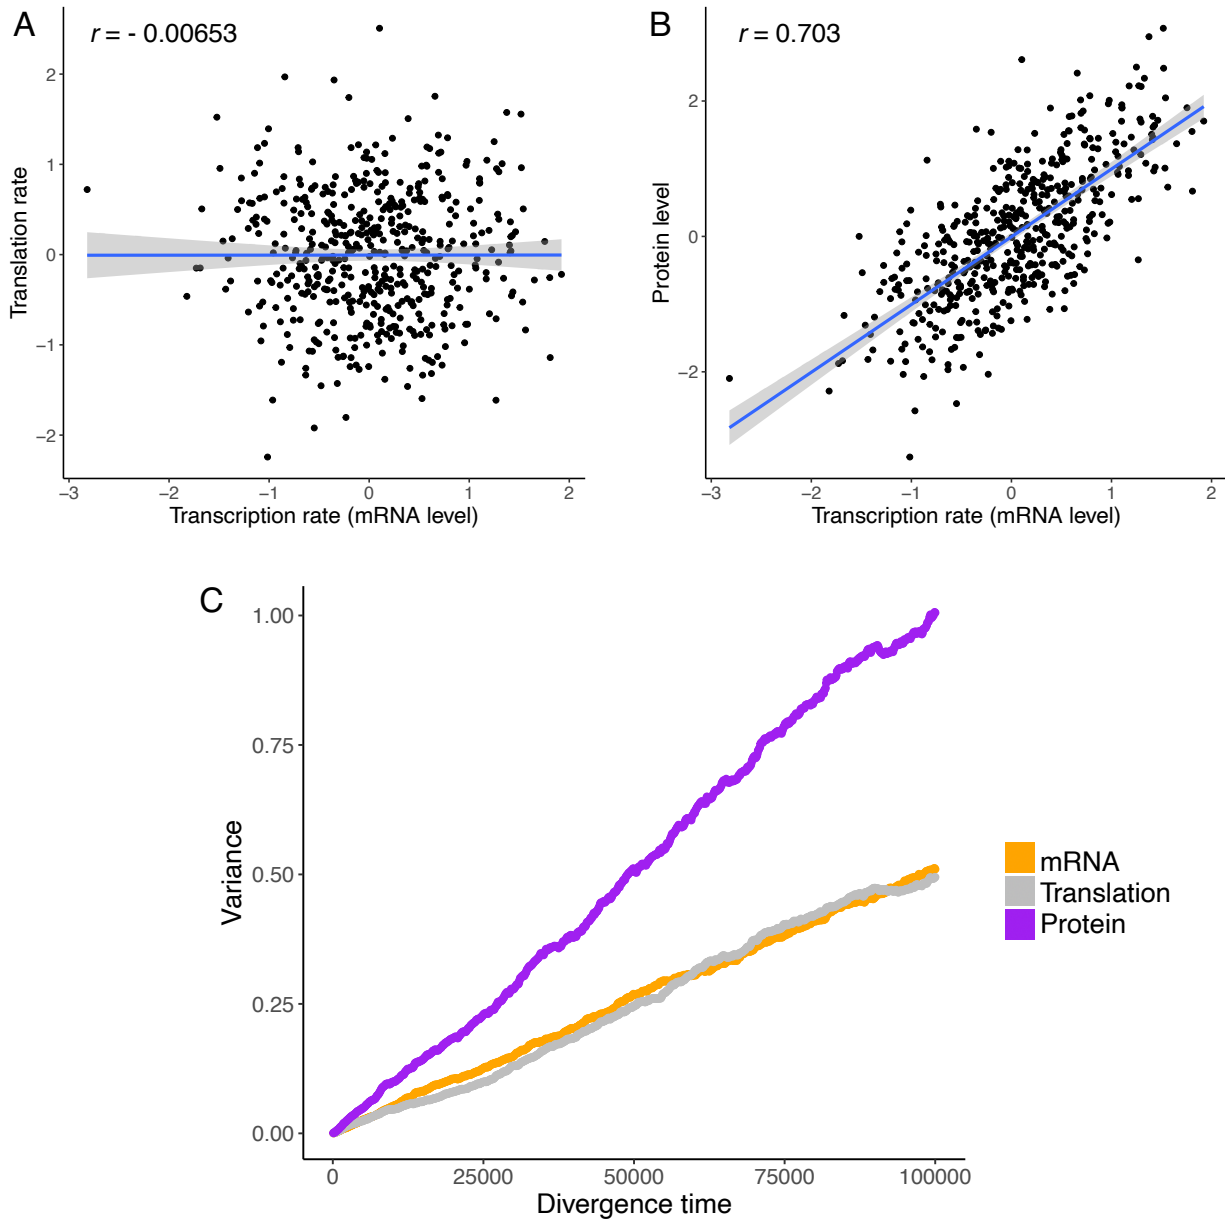 A
r = - 0.00653
2
1
0
−1
−2
Translation rate
−3
−2
−1
0
1
2
Transcription rate (mRNA level)
B
r = 0.703
2
0
−2
Protein level
−3
−2
−1
0
1
2
Transcription rate (mRNA level)
C
1.00
0.75
0.50
0.25
0.00
Variance
0
25000
50000
75000
100000
Divergence time
mRNA
Translation
Protein